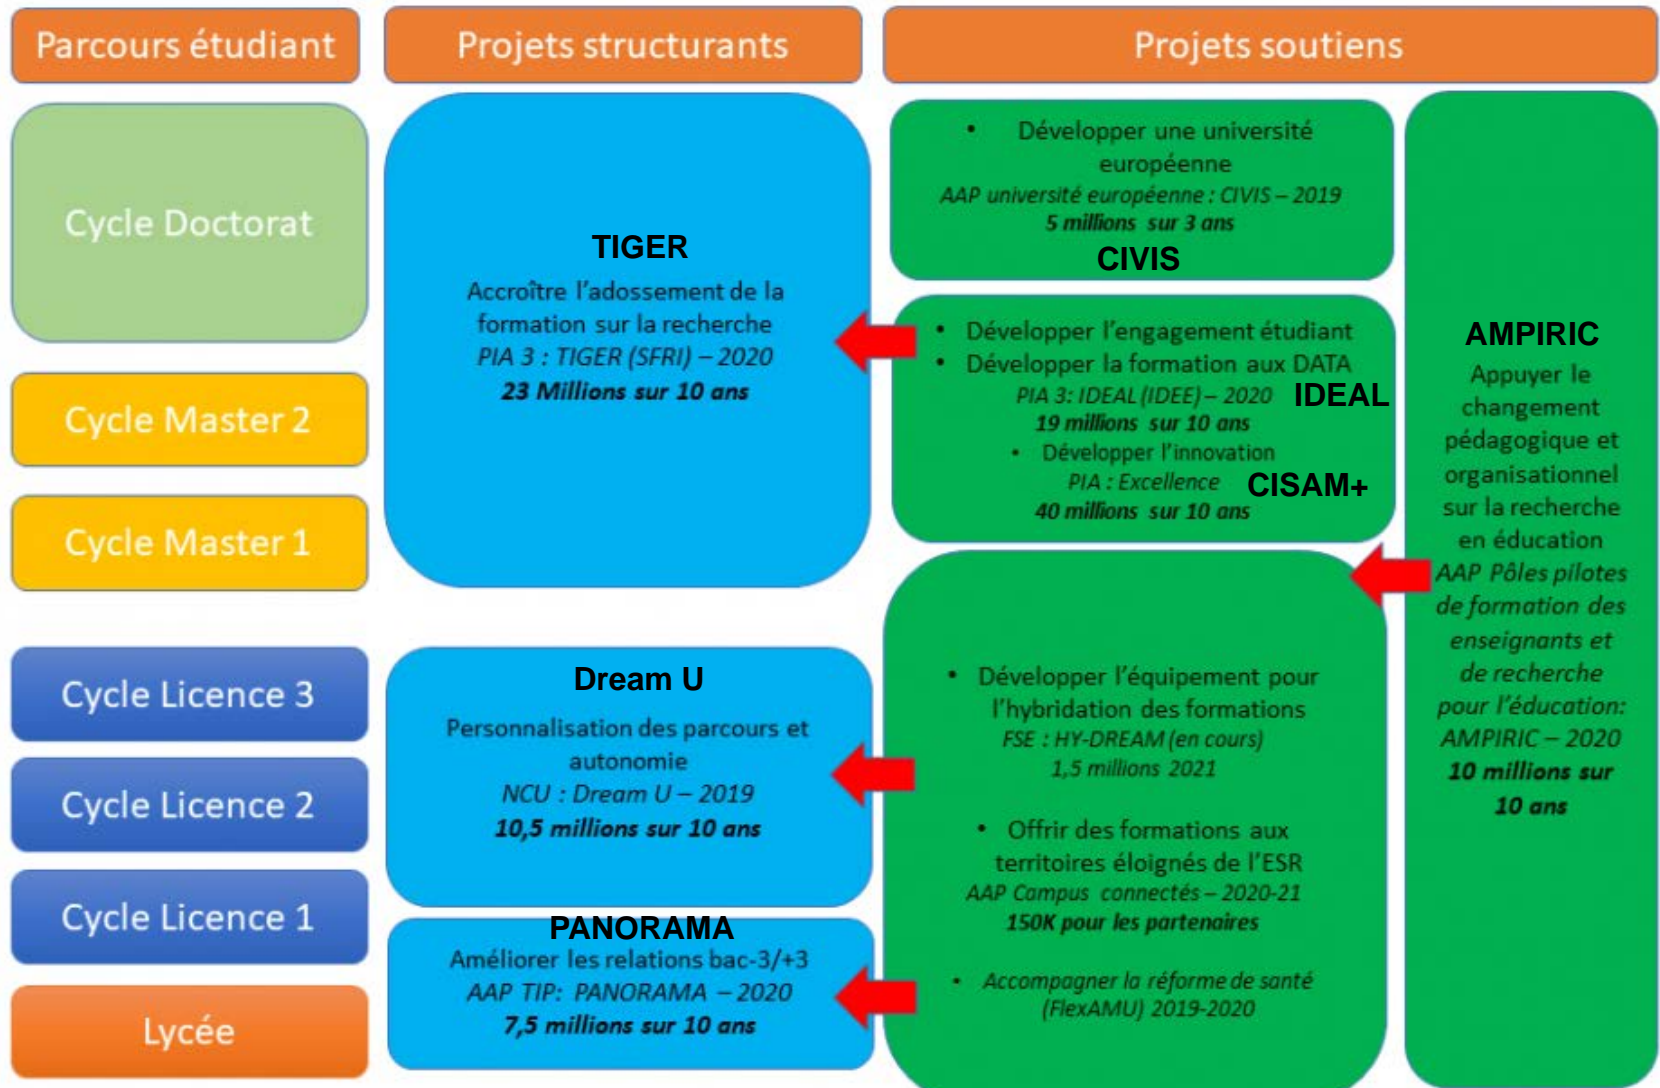 Parcours étudiant
Projets structurants
Projets soutiens
Cycle Doctorat
Cycle Master 2
Cycle Master 1
Cycle Licence 3
Cycle Licence 2
Cycle Licence 1
Lycée
TIGER
Accroître l'adossement de la
formation sur la recherche
PIA 3 : TIGER (SFRI) – 2020
23 Millions sur 10 ans
Dream U
Personnalisation des parcours et
autonomie
NCU : Dream U – 2019
10,5 millions sur 10 ans
PANORAMA
Améliorer les relations bac-3/+3
AAP TIP: PANORAMA – 2020
7,5 millions sur 10 ans
• Développer une université
européenne
AAP université européenne : CIVIS – 2019
5 millions sur 3 ans
CIVIS
• Développer l'engagement étudiant
• Développer la formation aux DATA
PIA 3: IDEAL (IDEE) – 2020 IDEAL
19 millions sur 10 ans
• Développer l'innovation
PIA : Excellence CISAM+
40 millions sur 10 ans
• Développer l'équipement pour
l'hybridation des formations
FSE : HY-DREAM (en cours)
1,5 millions 2021
• Offrir des formations aux
territoires éloignés de l'ESR
AAP Campus connectés – 2020-21
150K pour les partenaires
• Accompagner la réforme de santé
(FlexAMU) 2019-2020
AMPIRIC
Appuyer le
changement
pédagogique et
organisationnel
sur la recherche
en éducation
AAP Pôles pilotes
de formation des
enseignants et
de recherche
pour l'éducation:
AMPIRIC – 2020
10 millions sur
10 ans